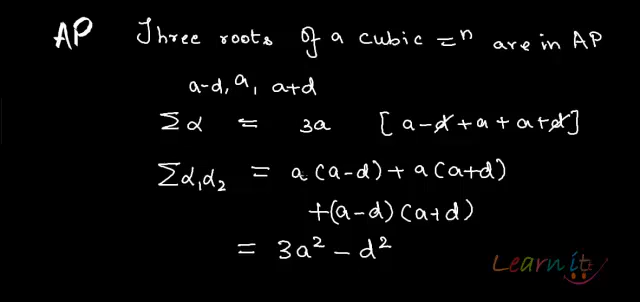 AP Three roots of a cubic =n are in AP
a-d, a, a+d
Σα = 3a [a-d+a+a+d]
Σα₁α₂ = a(a-d)+a(a+d)
+(a-d)(a+d)
= 3a² - d²
Learnit